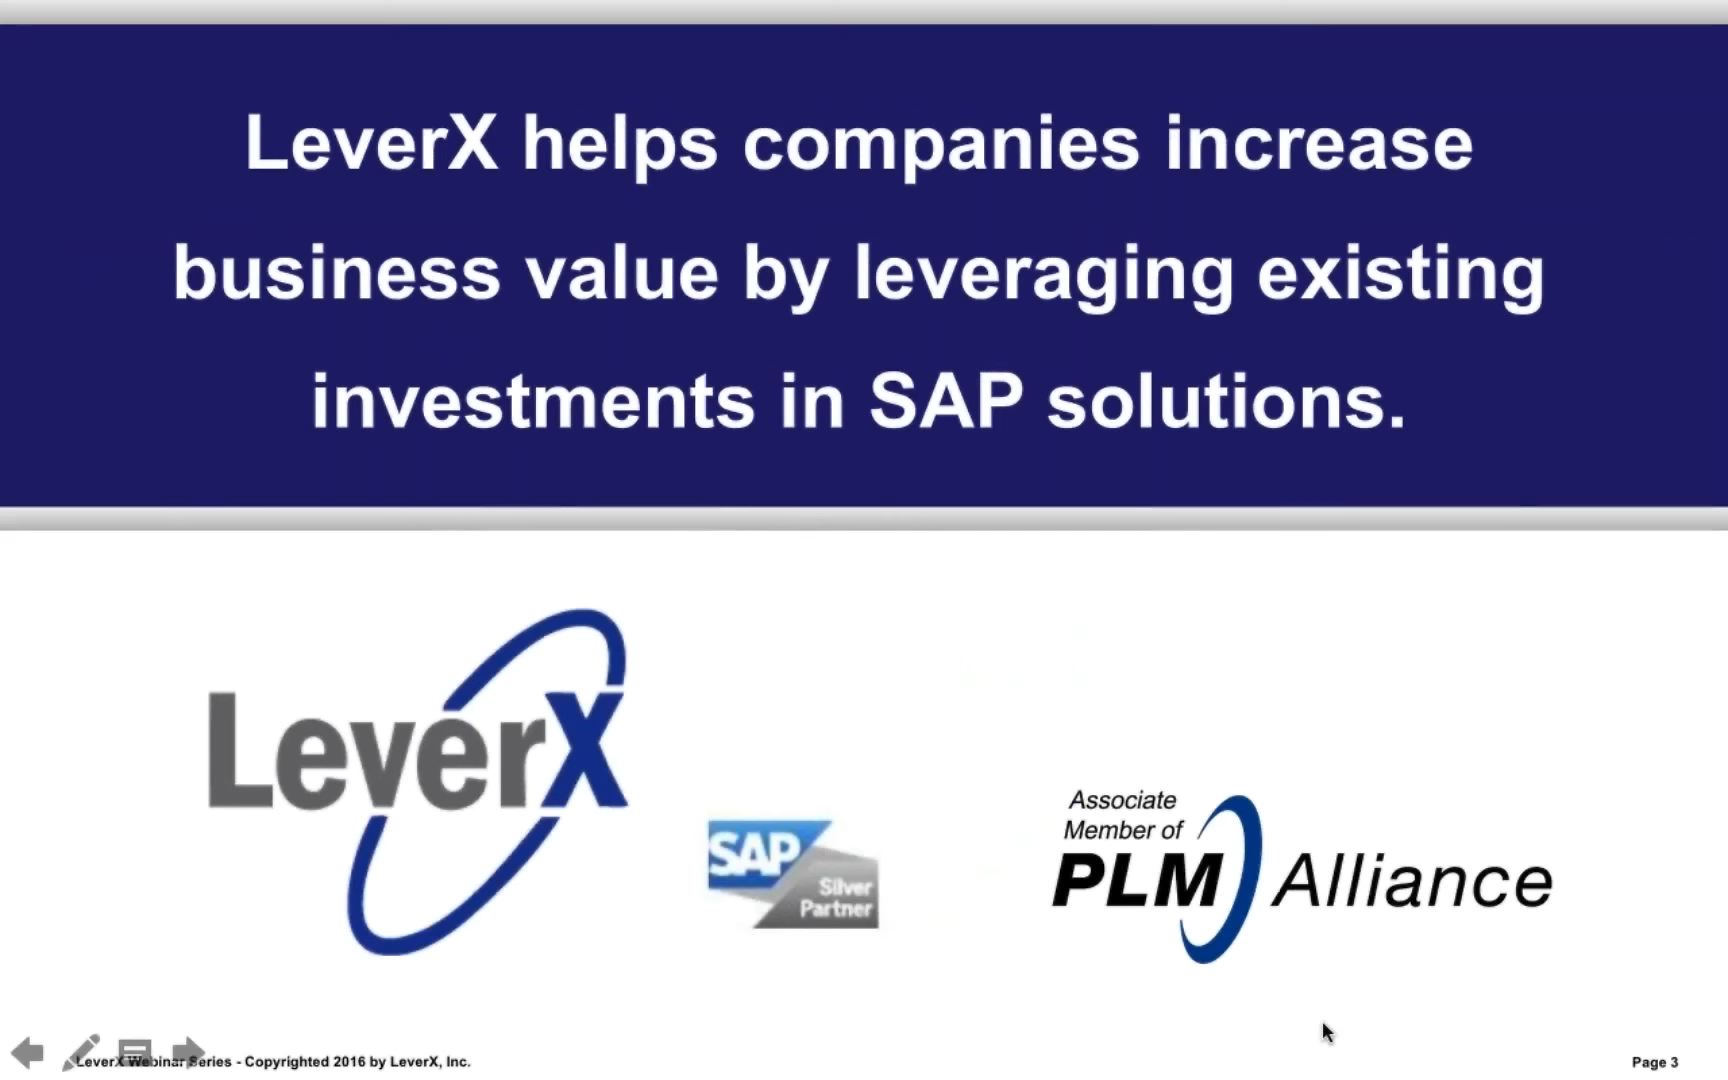 LeverX helps companies increase
business value by leveraging existing
investments in SAP solutions.
LeverX
SAP
Silver
Partner
Associate
Member of
PLM Alliance
LeverX Webinar Series - Copyrighted 2016 by LeverX, Inc.
Page 3